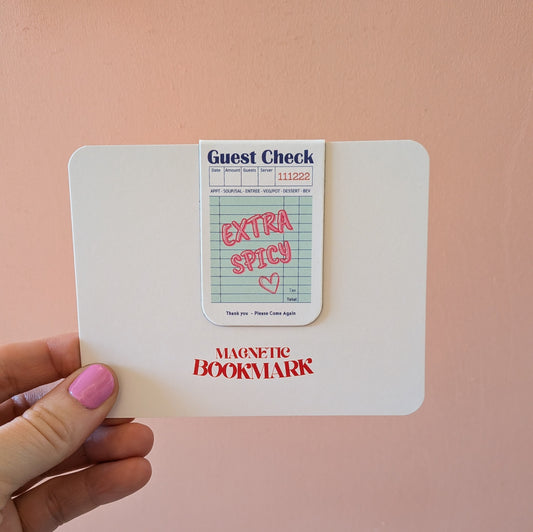 Guest Check
Date Amount Guests Server 111222
APPT - SOUP/SAL - ENTREE - VEG/POT - DESSERT - BEV
EXTRA
SPICY
Tax
Total
Thank you - Please Come Again
MAGNETIC
BOOKMARK